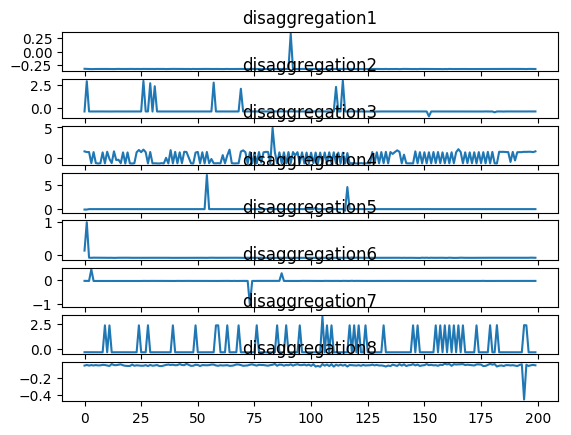 disaggregation1
0.25
0.00
−0.25
disaggregation2
2.5
0.0
disaggregation3
5
0
disaggregation4
5
0
disaggregation5
1
0
disaggregation6
0
−1
disaggregation7
2.5
0.0
disaggregation8
−0.2
−0.4
0 25 50 75 100 125 150 175 200